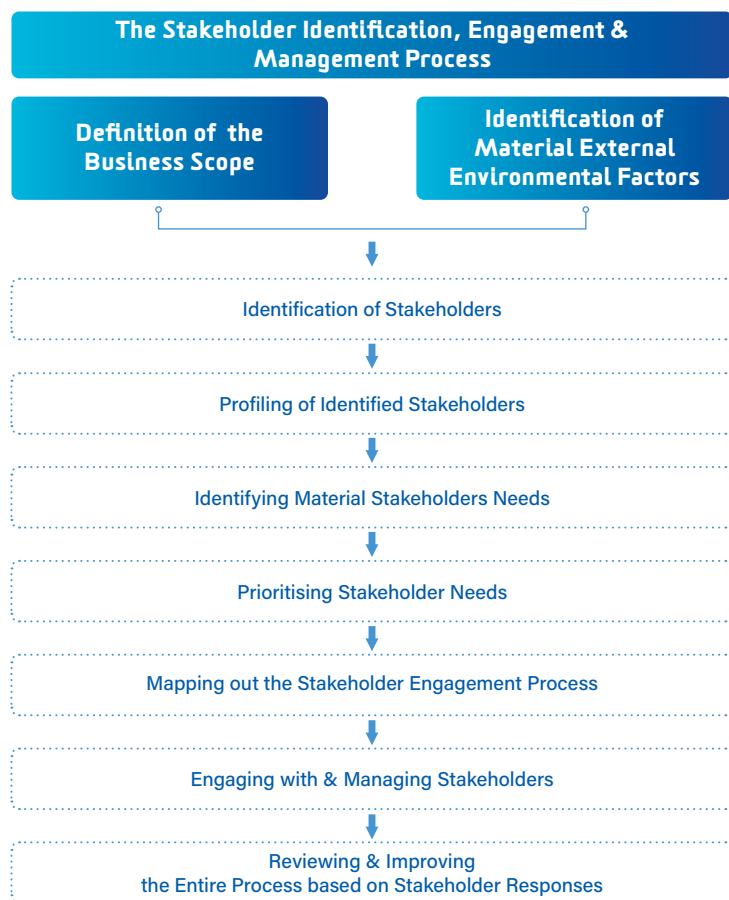 The Stakeholder Identification, Engagement &
Management Process
Definition of the
Business Scope
Identification of
Material External
Environmental Factors
Identification of Stakeholders
Profiling of Identified Stakeholders
Identifying Material Stakeholders Needs
Prioritising Stakeholder Needs
Mapping out the Stakeholder Engagement Process
Engaging with & Managing Stakeholders
Reviewing & Improving
the Entire Process based on Stakeholder Responses